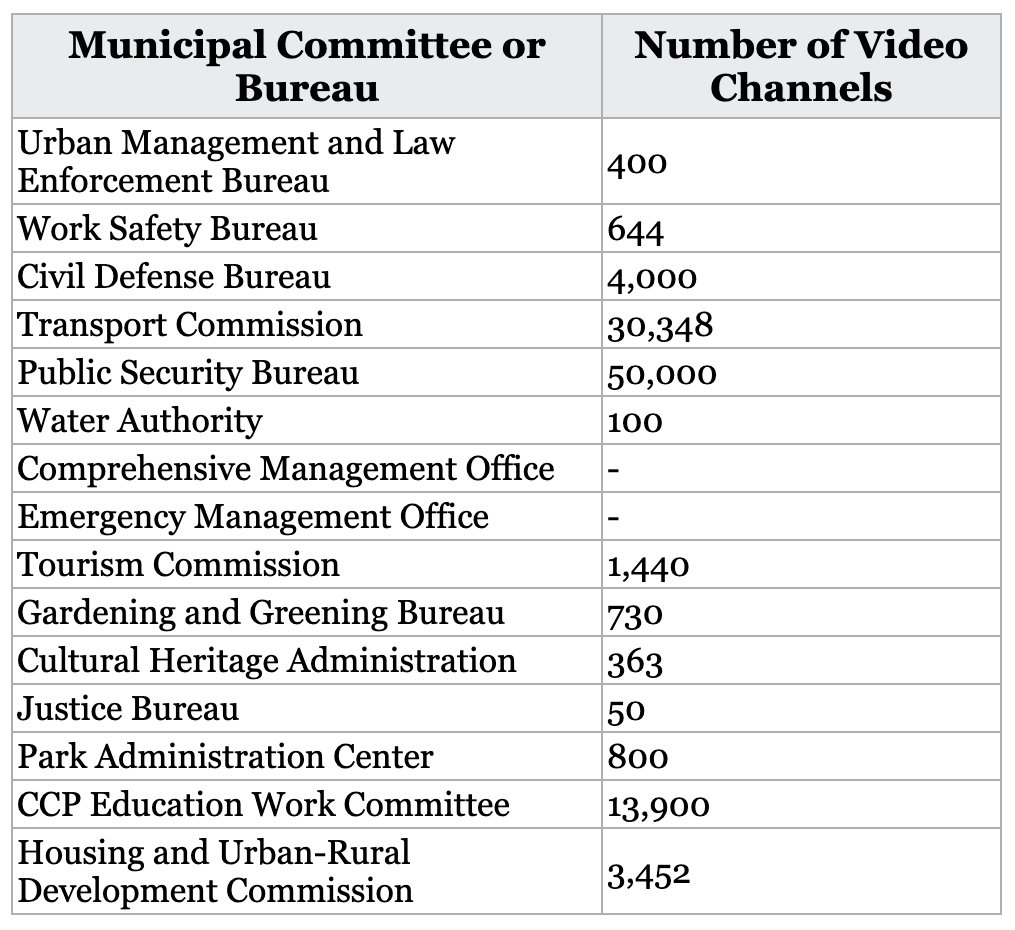 Municipal Committee or
Bureau
Number of Video
Channels
Urban Management and Law
Enforcement Bureau
400
Work Safety Bureau
644
Civil Defense Bureau
4,000
Transport Commission
30,348
Public Security Bureau
50,000
Water Authority
100
Comprehensive Management Office
-
Emergency Management Office
-
Tourism Commission
1,440
Gardening and Greening Bureau
730
Cultural Heritage Administration
363
Justice Bureau
50
Park Administration Center
800
CCP Education Work Committee
13,900
Housing and Urban-Rural
Development Commission
3,452